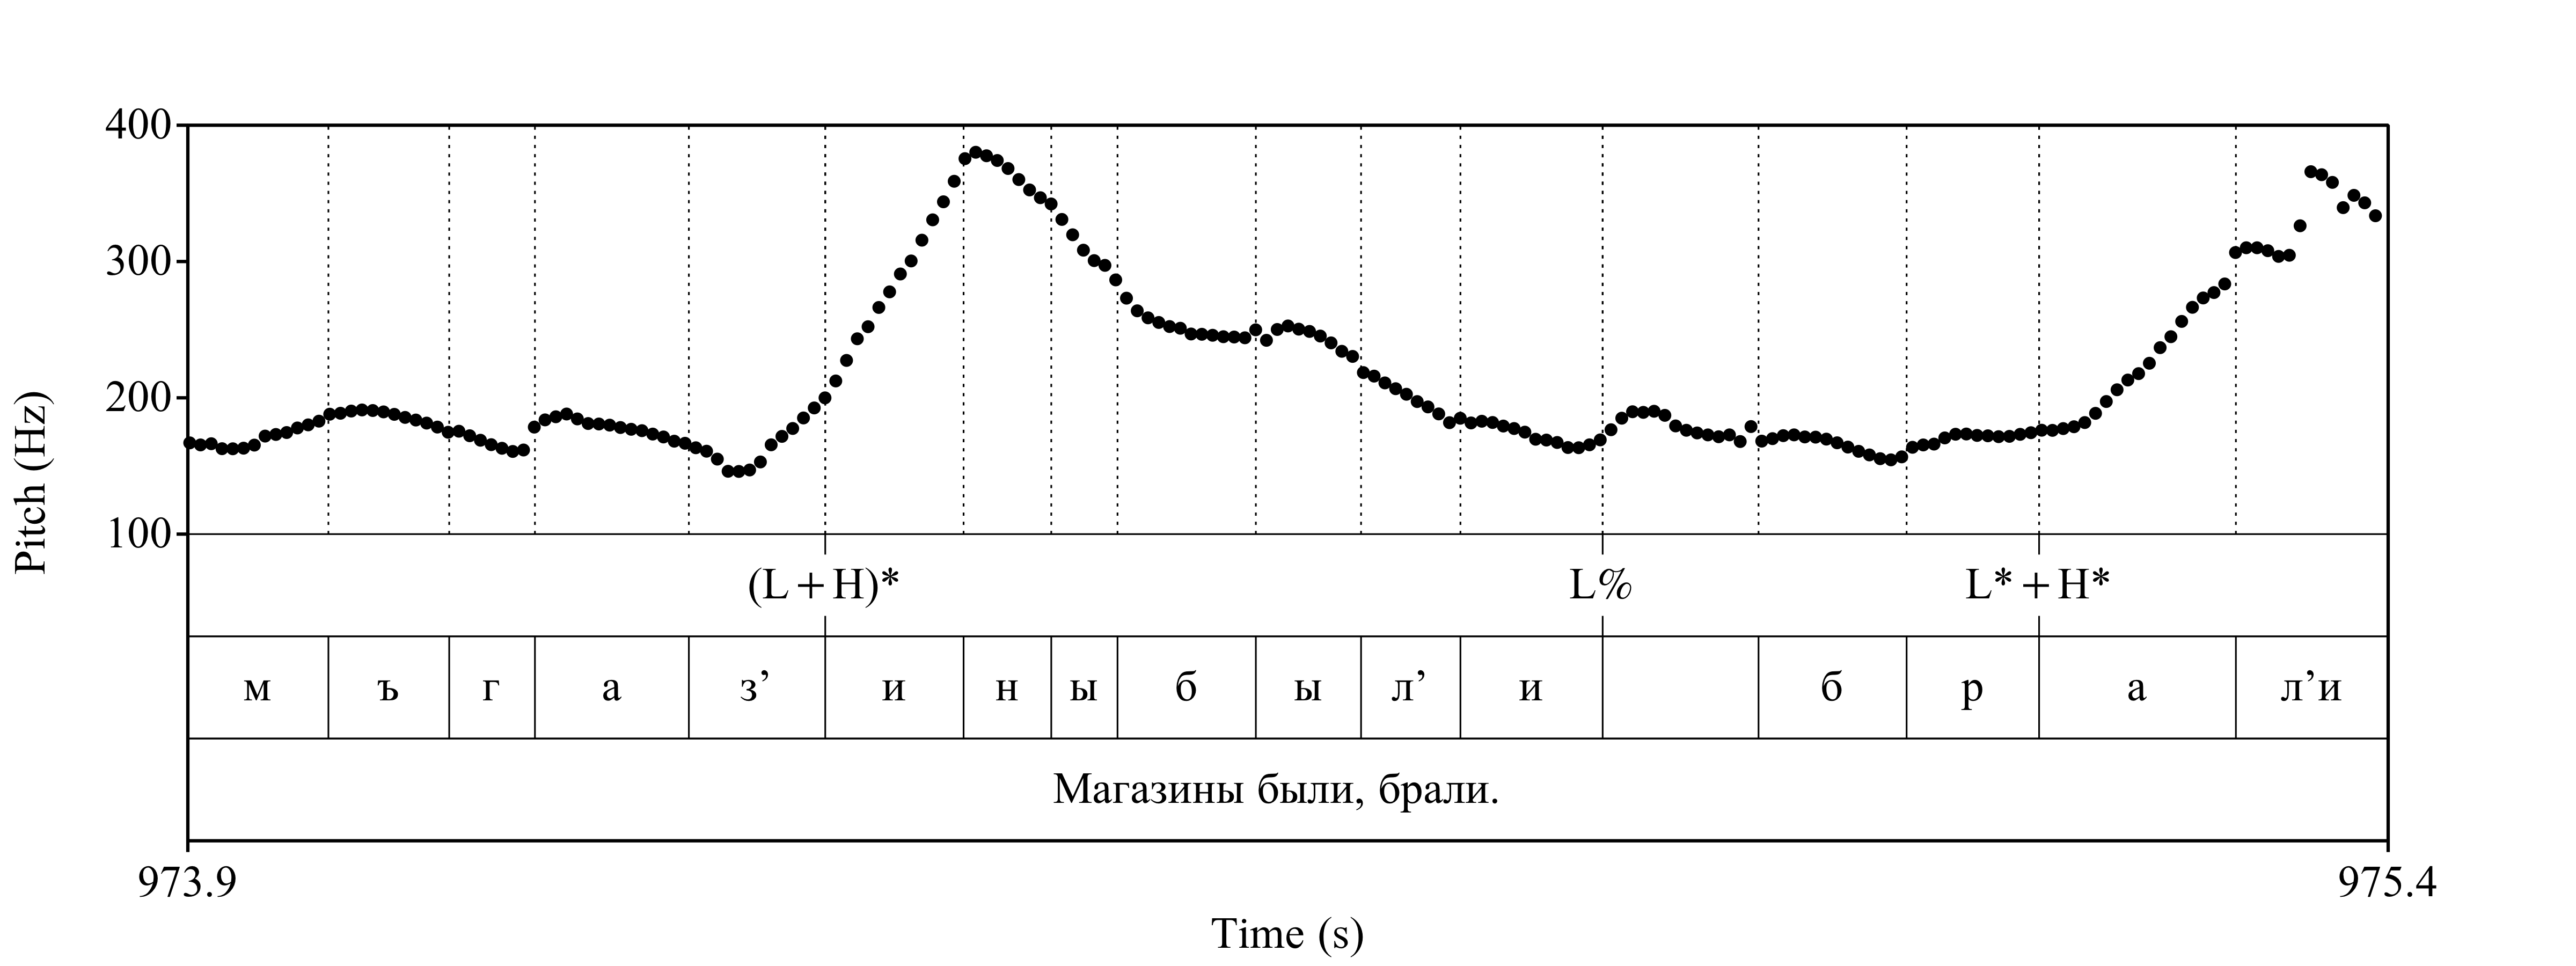 400
300
200
100
Pitch (Hz)
(L+H)* L% L*+H*
м ъ г а з’ и н ы б ы л’ и б р а л’и
Магазины были, брали.
973.9 975.4
Time (s)